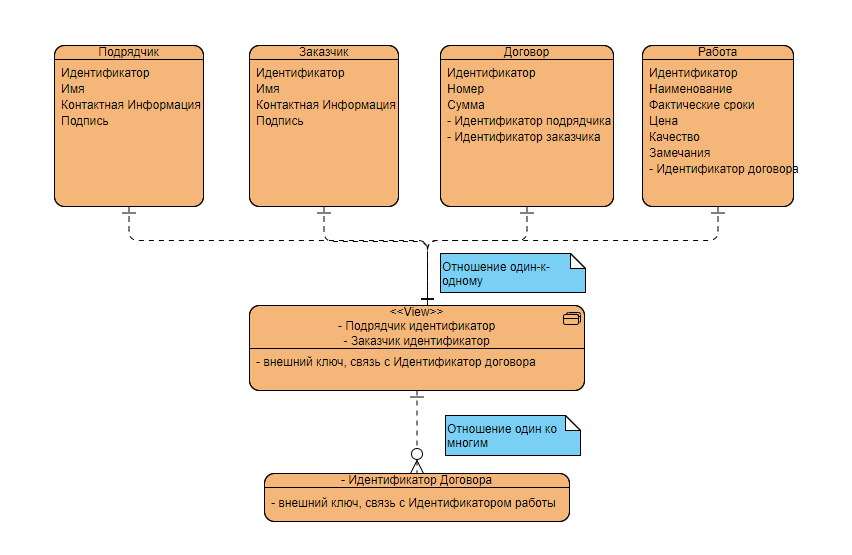 Подрядчик
Идентификатор
Имя
Контактная Информация
Подпись
Заказчик
Идентификатор
Имя
Контактная Информация
Подпись
Договор
Идентификатор
Номер
Сумма
- Идентификатор подрядчика
- Идентификатор заказчика
Работа
Идентификатор
Наименование
Фактические сроки
Цена
Качество
Замечания
- Идентификатор договора
Отношение один-к-
одному
<<View>>
- Подрядчик идентификатор
- Заказчик идентификатор
- внешний ключ, связь с Идентификатор договора
Отношение один ко
многим
- Идентификатор Договора
- внешний ключ, связь с Идентификатором работы